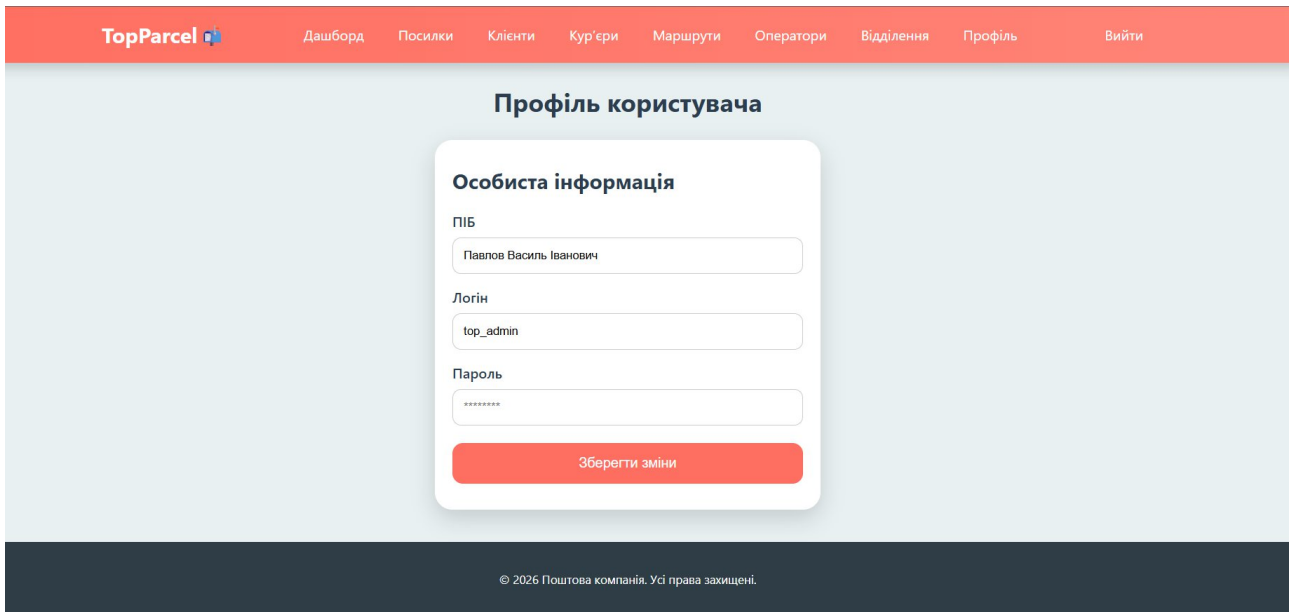 TopParcel 📬 Дашборд Посилки Клієнти Кур'єри Маршрути Оператори Відділення Профіль Вийти
Профіль користувача
Особиста інформація
ПІБ
Павлов Василь Іванович
Логін
top_admin
Пароль
********
Зберегти зміни
© 2026 Поштова компанія. Усі права захищені.